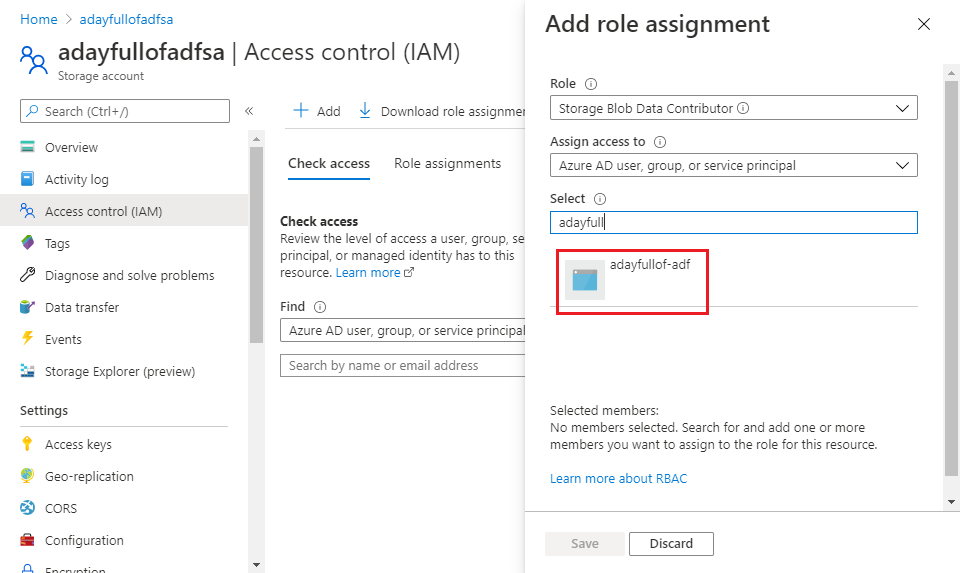 Home > adayfullofadfsa
adayfullofadfsa | Access control (IAM)
Storage account
Search (Ctrl+/)
«
Overview
Activity log
Access control (IAM)
Tags
Diagnose and solve problems
Data transfer
Events
Storage Explorer (preview)
Settings
Access keys
Geo-replication
CORS
Configuration
Encryption
+ Add
Download role assignmen
Check access
Role assignments
Check access
Review the level of access a user, group, se
principal, or managed identity has to this
resource. Learn more
Find
Azure AD user, group, or service principal
Search by name or email address
Add role assignment
Role
Storage Blob Data Contributor
Assign access to
Azure AD user, group, or service principal
Select
adayfull
adayfullof-adf
Selected members:
No members selected. Search for and add one or more
members you want to assign to the role for this resource.
Learn more about RBAC
Save
Discard